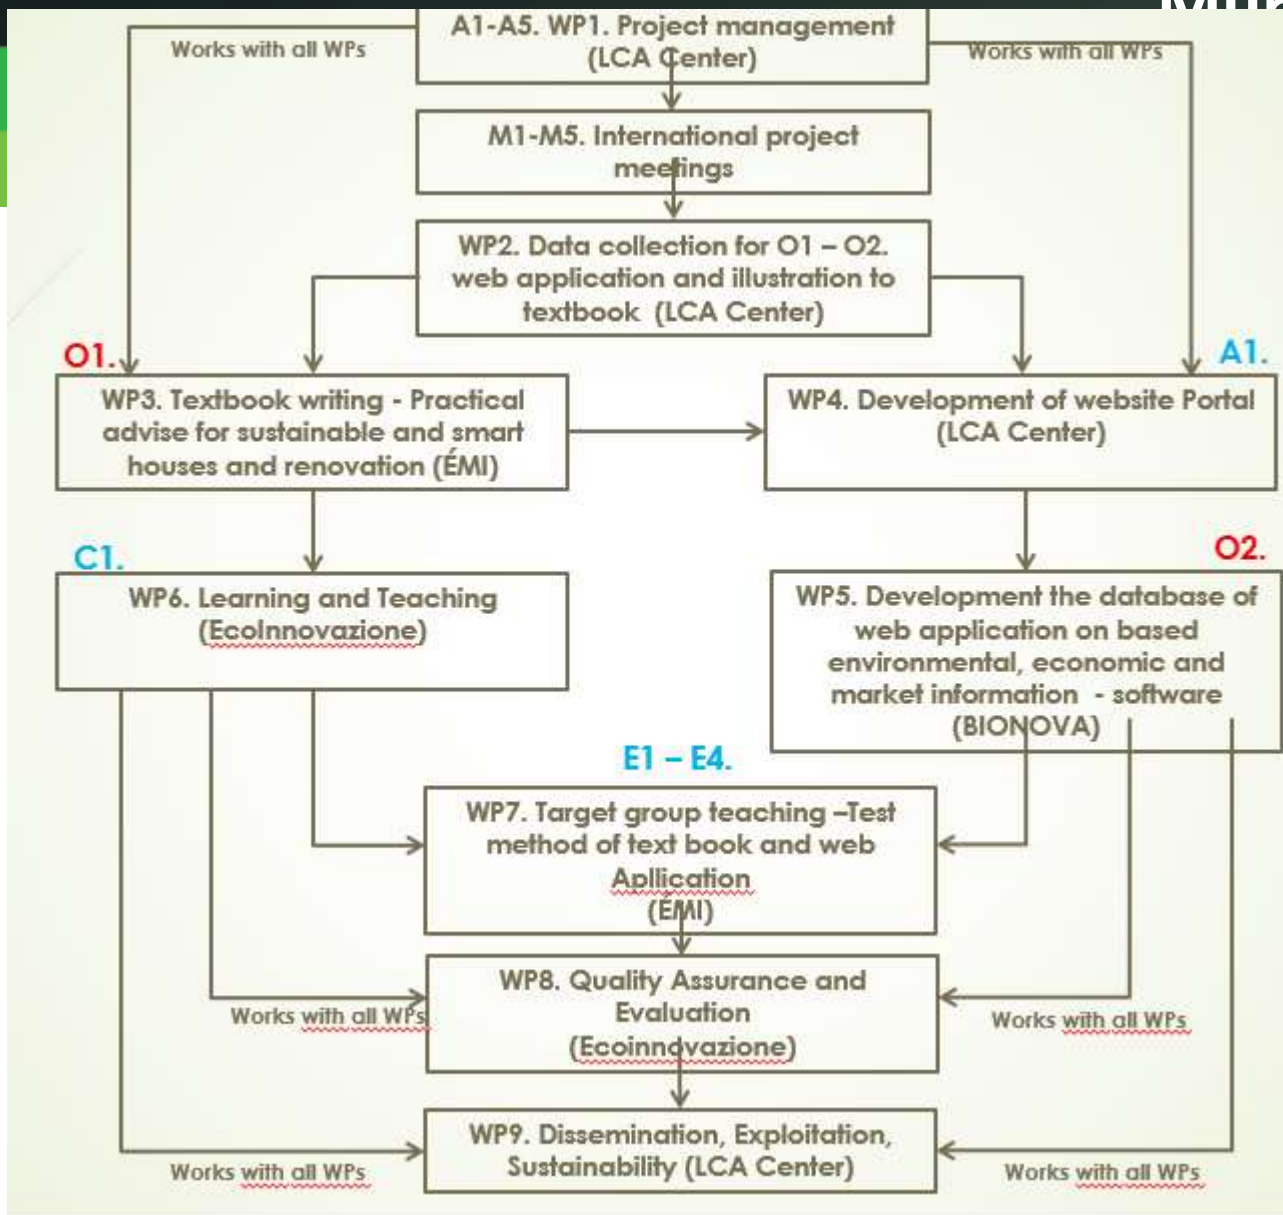 A1-A5. WP1. Project management
(LCA Center)
Works with all WPs
Works with all WPs
M1-M5. International project
meetings
WP2. Data collection for O1 – O2.
web application and illustration to
textbook (LCA Center)
O1.
A1.
WP3. Textbook writing - Practical
advise for sustainable and smart
houses and renovation (ÉMI)
WP4. Development of website Portal
(LCA Center)
C1.
O2.
WP6. Learning and Teaching
(EcoInnovazione)
WP5. Development the database of
web application on based
environmental, economic and
market information - software
(BIONOVA)
E1 – E4.
WP7. Target group teaching –Test
method of text book and web
Apllication
(ÉMI)
WP8. Quality Assurance and
Evaluation
(Ecoinnovazione)
Works with all WPs
Works with all WPs
WP9. Dissemination, Exploitation,
Sustainability (LCA Center)
Works with all WPs
Works with all WPs